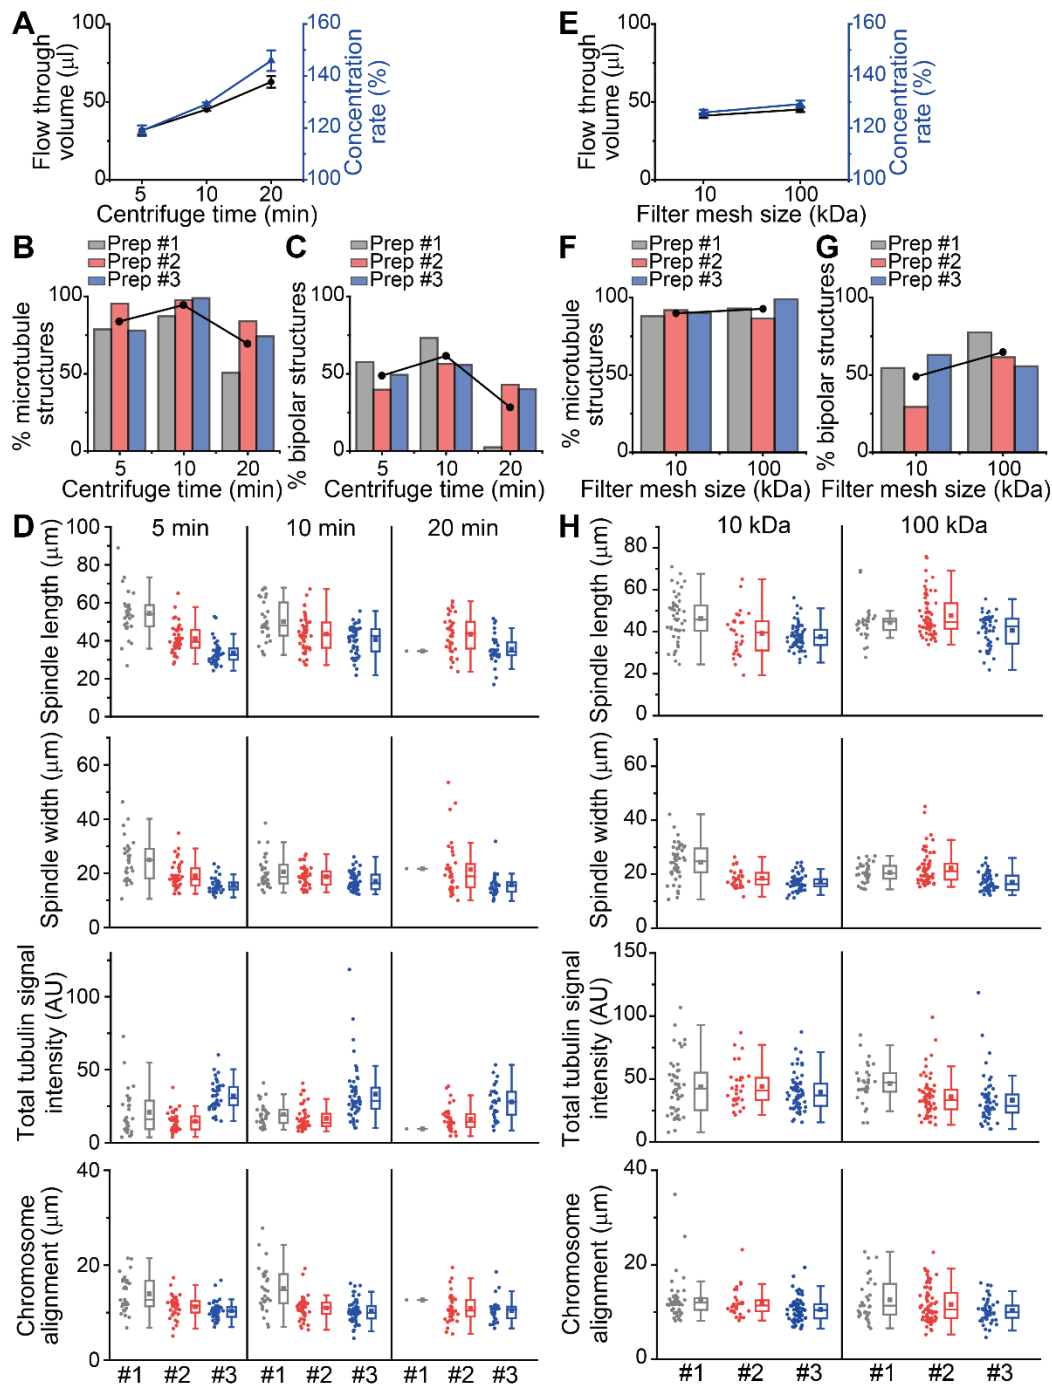 A
Flow through
volume (μl)
100
50
0
160
140
120
100
Concentration
rate (%)
5
10
20
Centrifuge time (min)
E
Flow through
volume (μl)
100
50
0
160
140
120
100
Concentration
rate (%)
10
100
Filter mesh size (kDa)
B
Prep #1
Prep #2
Prep #3
% microtubule
structures
100
50
0
5
10
20
Centrifuge time (min)
C
Prep #1
Prep #2
Prep #3
% bipolar structures
100
50
0
5
10
20
Centrifuge time (min)
F
Prep #1
Prep #2
Prep #3
% microtubule
structures
100
50
0
10
100
Filter mesh size (kDa)
G
Prep #1
Prep #2
Prep #3
% bipolar structures
100
50
0
10
100
Filter mesh size (kDa)
D
5 min
10 min
20 min
Spindle length (μm)
100
80
60
40
20
0
Spindle width (μm)
60
40
20
0
Total tubulin signal
intensity (AU)
100
50
0
Chromosome
alignment (μm)
40
20
0
#1
#2
#3
#1
#2
#3
#1
#2
#3
H
10 kDa
100 kDa
Spindle length (μm)
80
60
40
20
0
Spindle width (μm)
60
40
20
0
Total tubulin signal
intensity (AU)
150
100
50
0
Chromosome
alignment (μm)
40
20
0
#1
#2
#3
#1
#2
#3